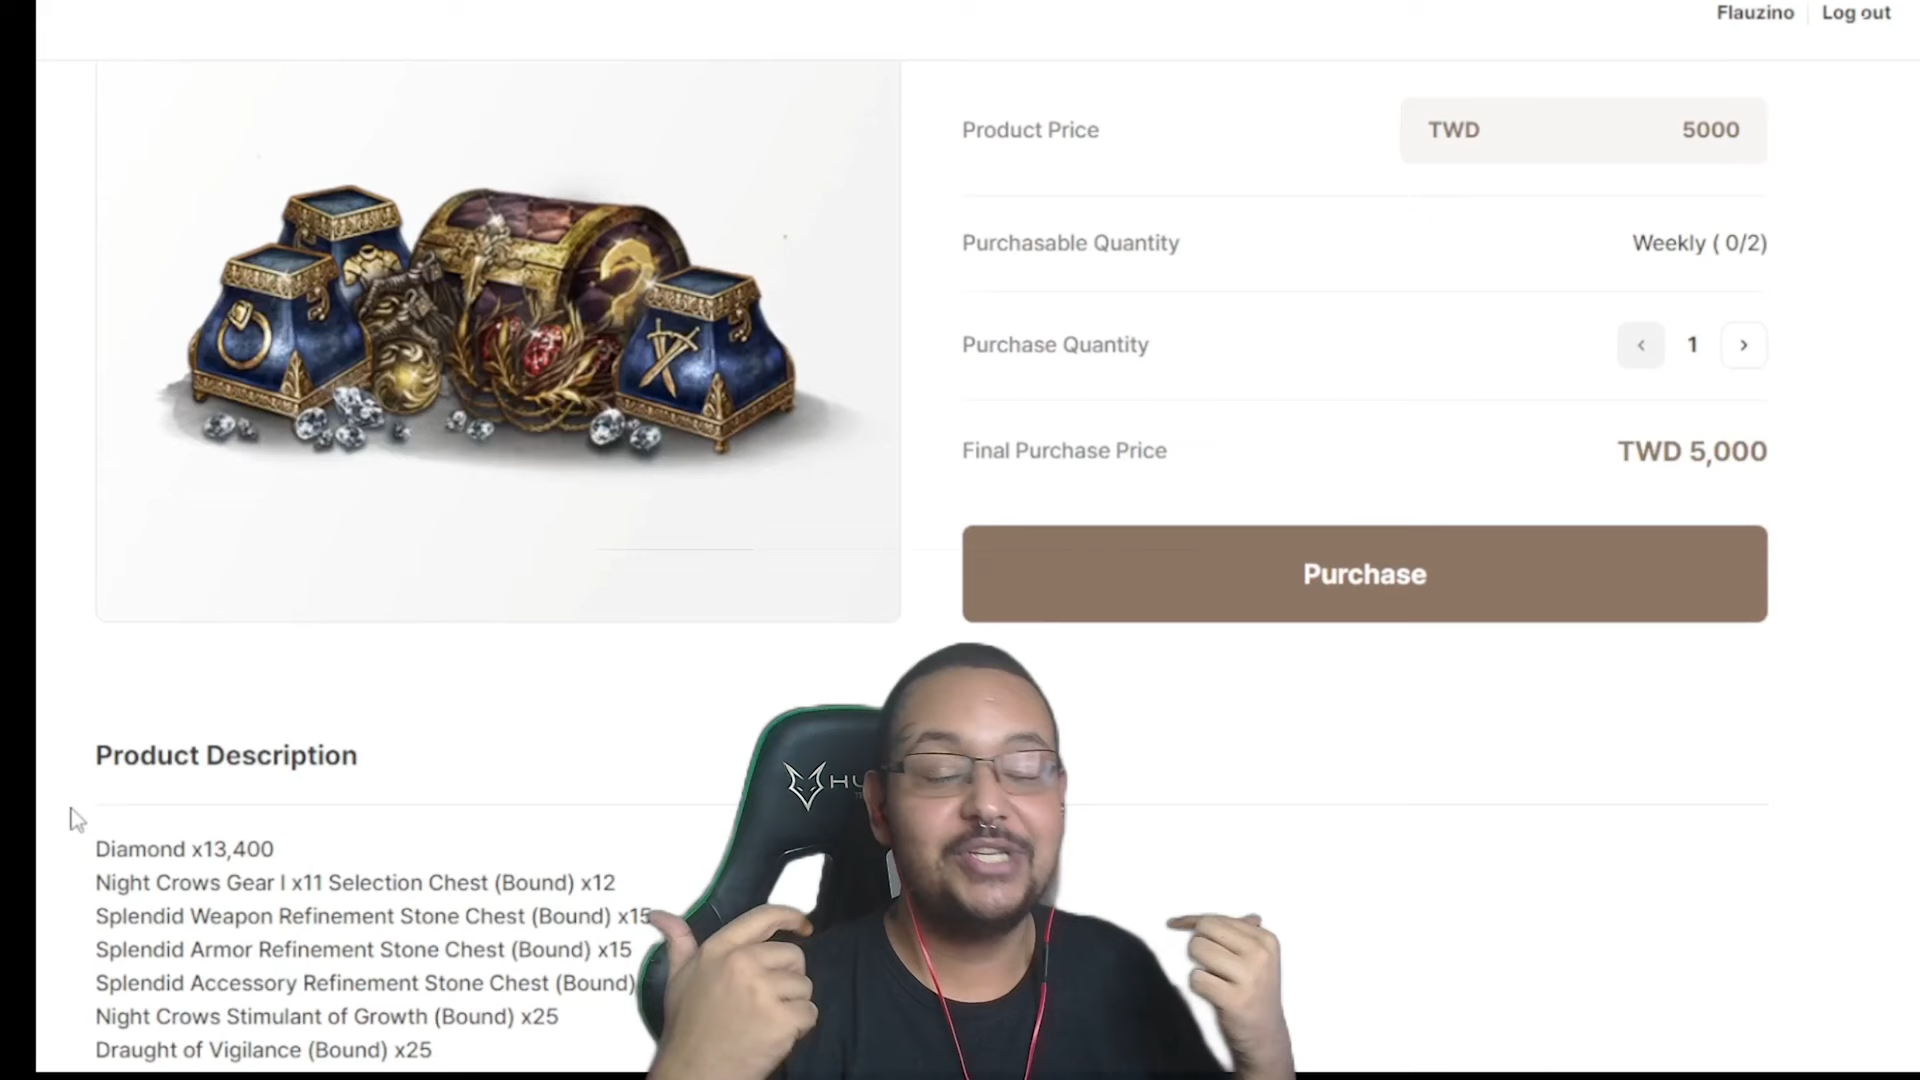 Flauzino Log out
Product Price TWD 5000
Purchasable Quantity Weekly ( 0/2)
Purchase Quantity 1
Final Purchase Price TWD 5,000
Purchase
Product Description
Diamond x13,400
Night Crows Gear I x11 Selection Chest (Bound) x12
Splendid Weapon Refinement Stone Chest (Bound) x15
Splendid Armor Refinement Stone Chest (Bound) x15
Splendid Accessory Refinement Stone Chest (Bound)
Night Crows Stimulant of Growth (Bound) x25
Draught of Vigilance (Bound) x25